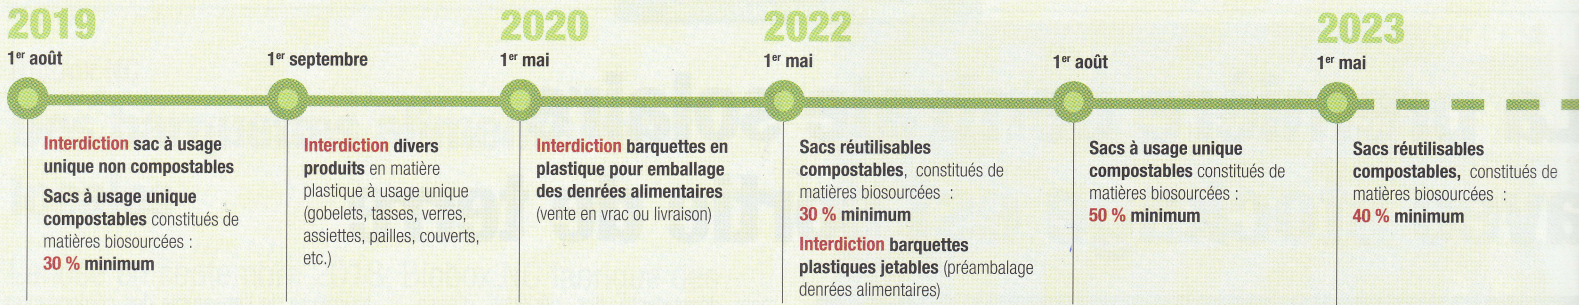 2019
1er août
Interdiction sac à usage
unique non compostables
Sacs à usage unique
compostables constitués de
matières biosourcées :
30 % minimum
1er septembre
Interdiction divers
produits en matière
plastique à usage unique
(gobelets, tasses, verres,
assiettes, pailles, couverts,
etc.)
2020
1er mai
Interdiction barquettes en
plastique pour emballage
des denrées alimentaires
(vente en vrac ou livraison)
2022
1er mai
Sacs réutilisables
compostables, constitués de
matières biosourcées :
30 % minimum
Interdiction barquettes
plastiques jetables (préambalage
denrées alimentaires)
1er août
Sacs à usage unique
compostables constitués de
matières biosourcées :
50 % minimum
2023
1er mai
Sacs réutilisables
compostables, constitués de
matières biosourcées :
40 % minimum